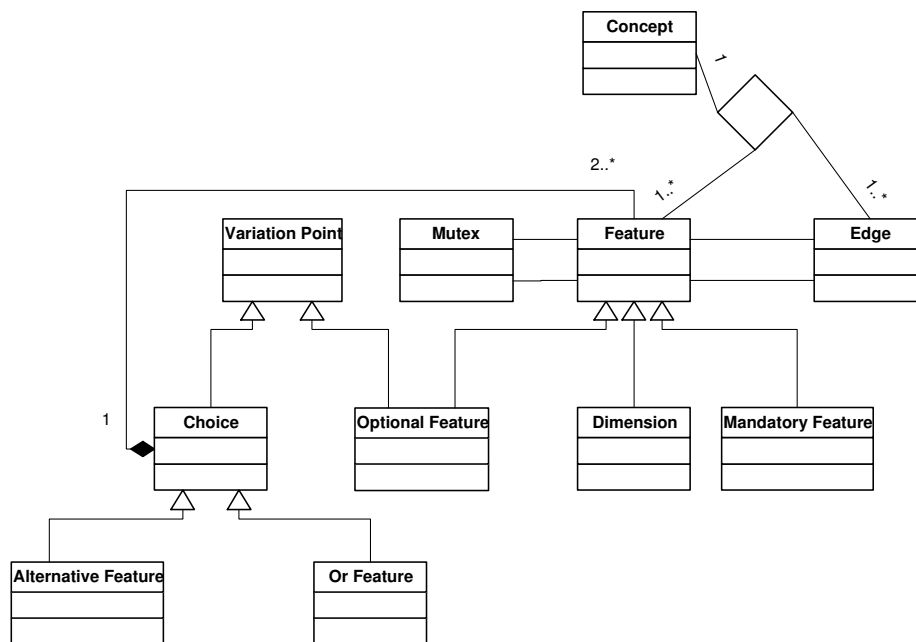 Concept
1
2..*
1..*
1..*
Variation Point
Mutex
Feature
Edge
1
Choice
Optional Feature
Dimension
Mandatory Feature
Alternative Feature
Or Feature